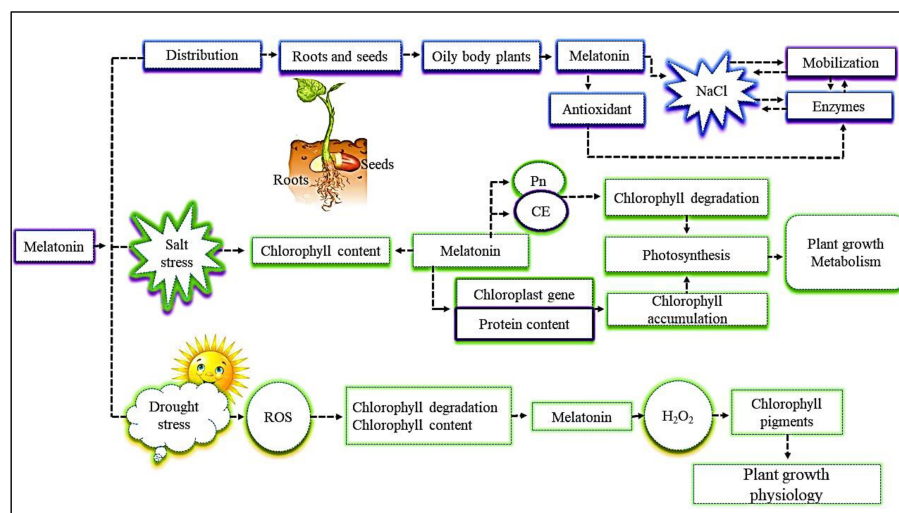 Distribution
Roots and seeds
Oily body plants
Melatonin
NaCl
Mobilization
Antioxidant
Enzymes
Roots
Seeds
Melatonin
Salt
stress
Chlorophyll content
Melatonin
Pn
CE
Chlorophyll degradation
Photosynthesis
Plant growth
Metabolism
Chloroplast gene
Protein content
Chlorophyll
accumulation
Drought
stress
ROS
Chlorophyll degradation
Chlorophyll content
Melatonin
H₂O₂
Chlorophyll
pigments
Plant growth
physiology